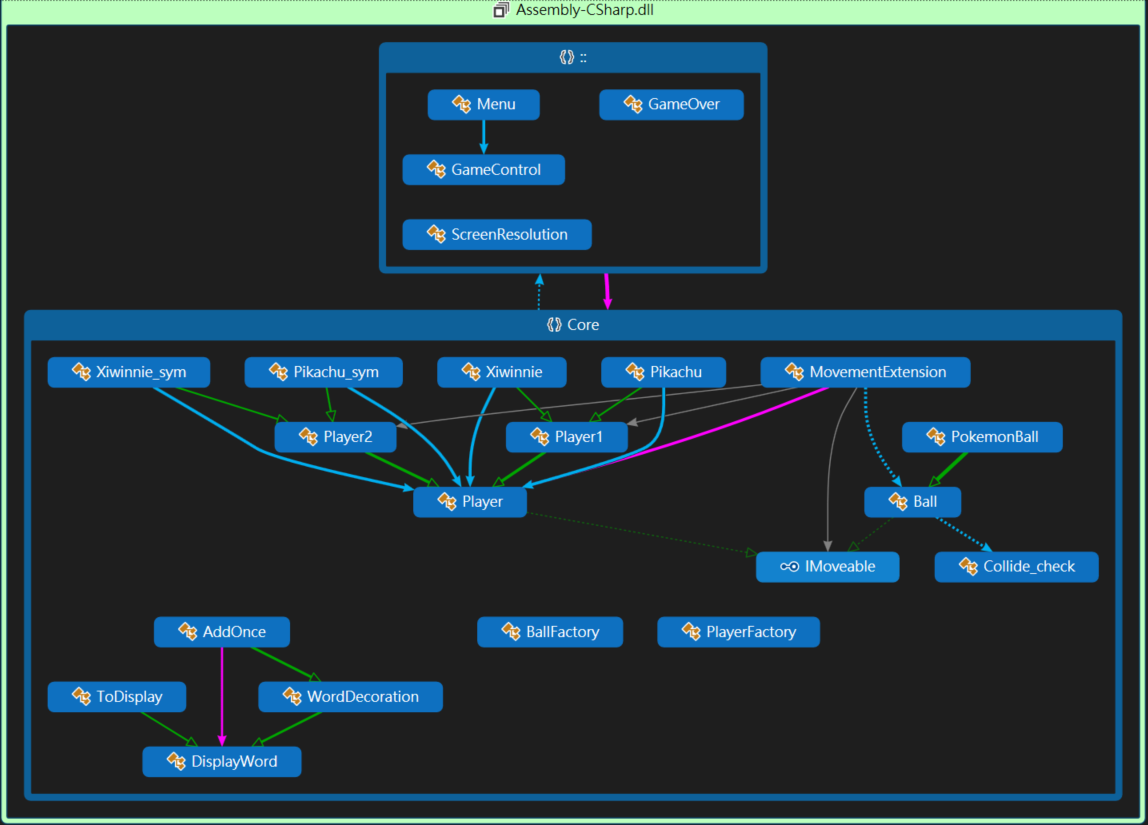 Assembly-CSharp.dll
::
Menu
GameOver
GameControl
ScreenResolution
Core
Xiwinnie_sym
Pikachu_sym
Xiwinnie
Pikachu
MovementExtension
Player2
Player1
PokemonBall
Player
Ball
IMoveable
Collide_check
AddOnce
BallFactory
PlayerFactory
ToDisplay
WordDecoration
DisplayWord